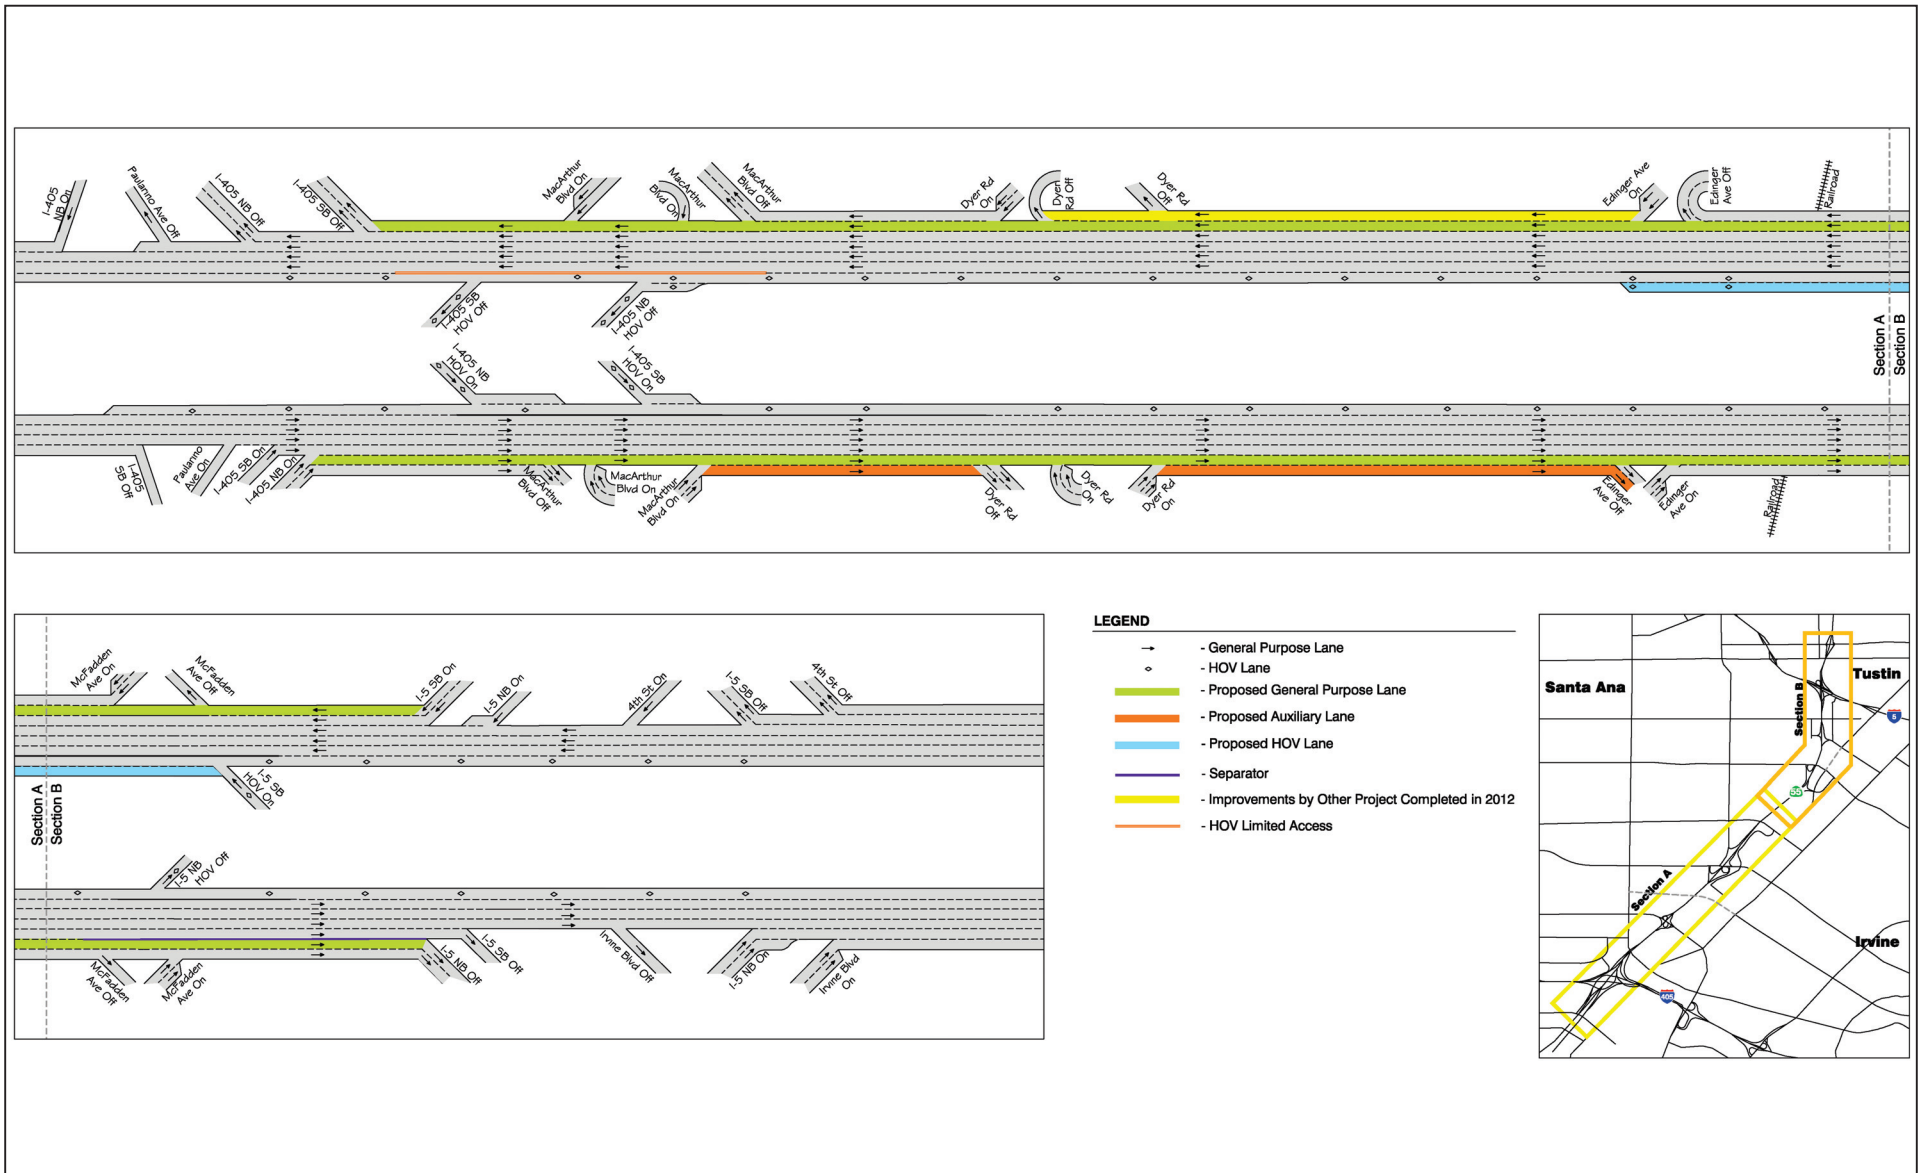 I-405
NB On
Paularino Ave Off
I-405 NB Off
I-405 SB Off
MacArthur
Blvd On
MacArthur
Blvd On
MacArthur
Blvd Off
Dyer Rd
On
Dyer
Rd Off
Dyer Rd
Off
Edinger Ave
On
Edinger
Ave Off
Railroad
I-405 SB
HOV Off
I-405 NB
HOV Off
Section A
Section B
I-405 NB
HOV On
I-405 SB
HOV On
I-405
SB Off
Paularino
Ave On
I-405 SB On
I-405 NB On
MacArthur
Blvd Off
MacArthur
Blvd On
MacArthur
Blvd On
Dyer Rd
Off
Dyer Rd
On
Dyer Rd
On
Edinger
Ave Off
Edinger
Ave On
Railroad
McFadden
Ave On
McFadden
Ave Off
I-5 SB On
I-5 NB On
4th St On
I-5 SB Off
4th St Off
I-5 SB
HOV On
Section A
Section B
I-5 NB
HOV Off
McFadden
Ave Off
McFadden
Ave On
I-5 NB Off
I-5 SB Off
Irvine Blvd Off
I-5 NB On
Irvine Blvd
On
LEGEND
- General Purpose Lane
- HOV Lane
- Proposed General Purpose Lane
- Proposed Auxiliary Lane
- Proposed HOV Lane
- Separator
- Improvements by Other Project Completed in 2012
- HOV Limited Access
Santa Ana
Tustin
Section B
5
55
Section A
Irvine
405